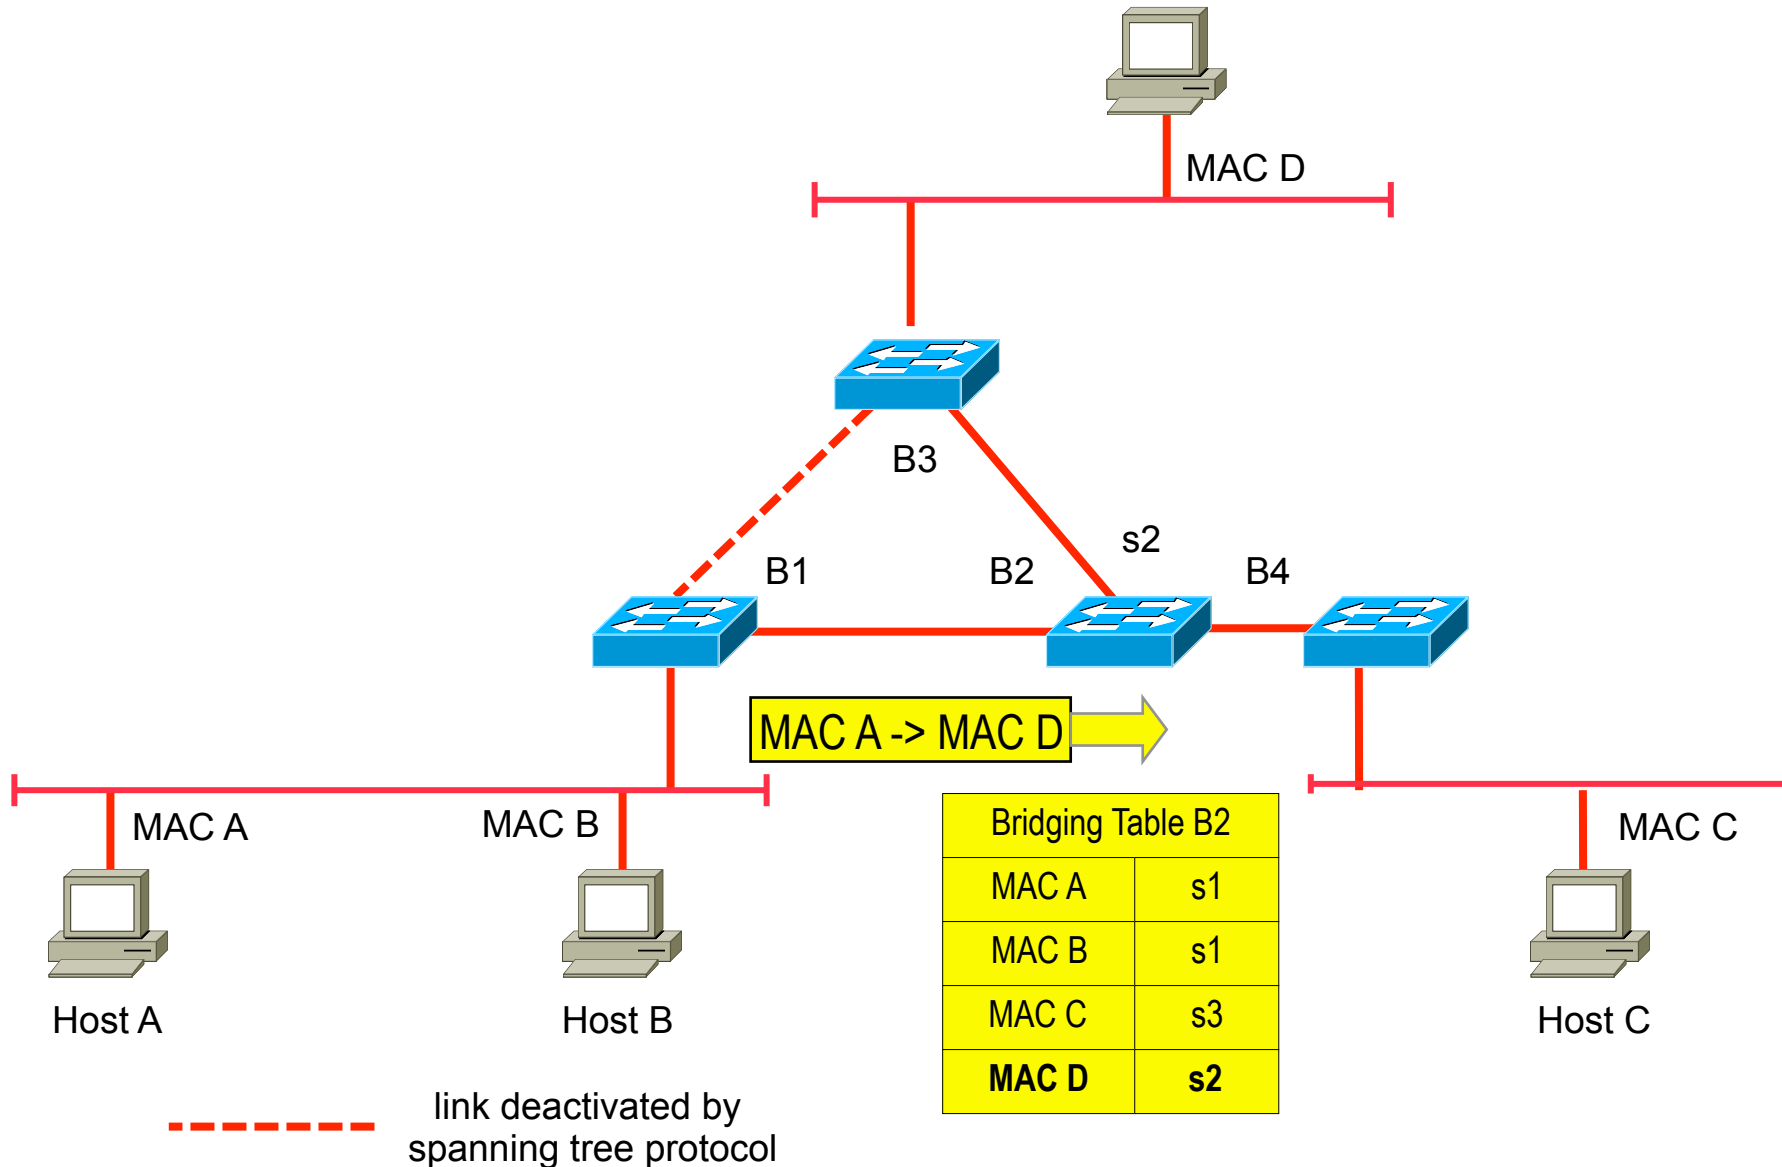 MAC D
B3
s2
B1
B2
B4
MAC A -> MAC D
MAC A
MAC B
MAC C
Bridging Table B2
MAC A s1
MAC B s1
MAC C s3
MAC D s2
Host A
Host B
Host C
link deactivated by
spanning tree protocol